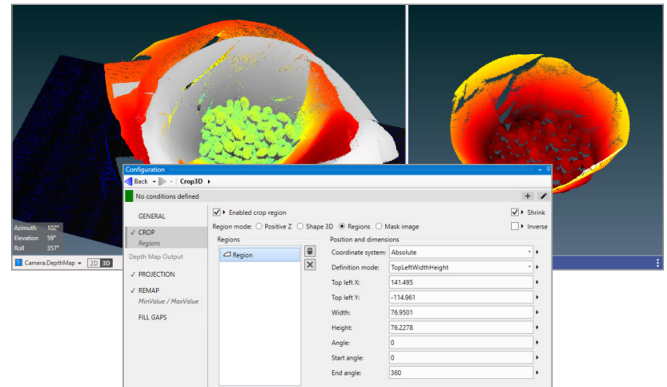 Configuration
Back Crop3D
No conditions defined
GENERAL
✓ CROP
Regions
Depth Map Output
✓ PROJECTION
✓ REMAP
MinValue / MaxValue
FILL GAPS
Enabled crop region Shrink
Region mode: Positive Z Shape 3D Regions Mask image Inverse
Regions
Region
Position and dimensions
Coordinate system: Absolute
Definition mode: TopLeftWidthHeight
Top left X: 141.495
Top left Y: -114.961
Width: 76.9501
Height: 76.2278
Angle: 0
Start angle: 0
End angle: 360
Azimuth 102°
Elevation 59°
Roll 357°
1 Camera.DepthMap 2D 3D